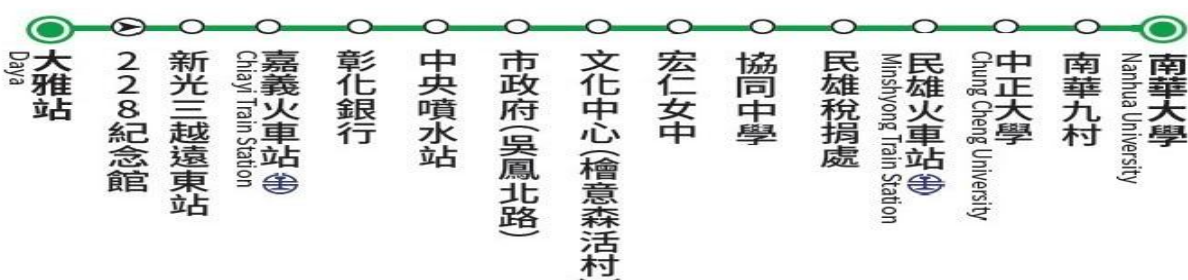 大雅站
Daya
228紀念館
新光三越遠東站
嘉義火車站
Chiayi Train Station
彰化銀行
中央噴水站
市政府(吳鳳北路)
文化中心(檜意森活村
宏仁女中
協同中學
民雄稅捐處
民雄火車站
Minshyong Train Station
中正大學
Chung Cheng University
南華九村
南華大學
Nanhua University